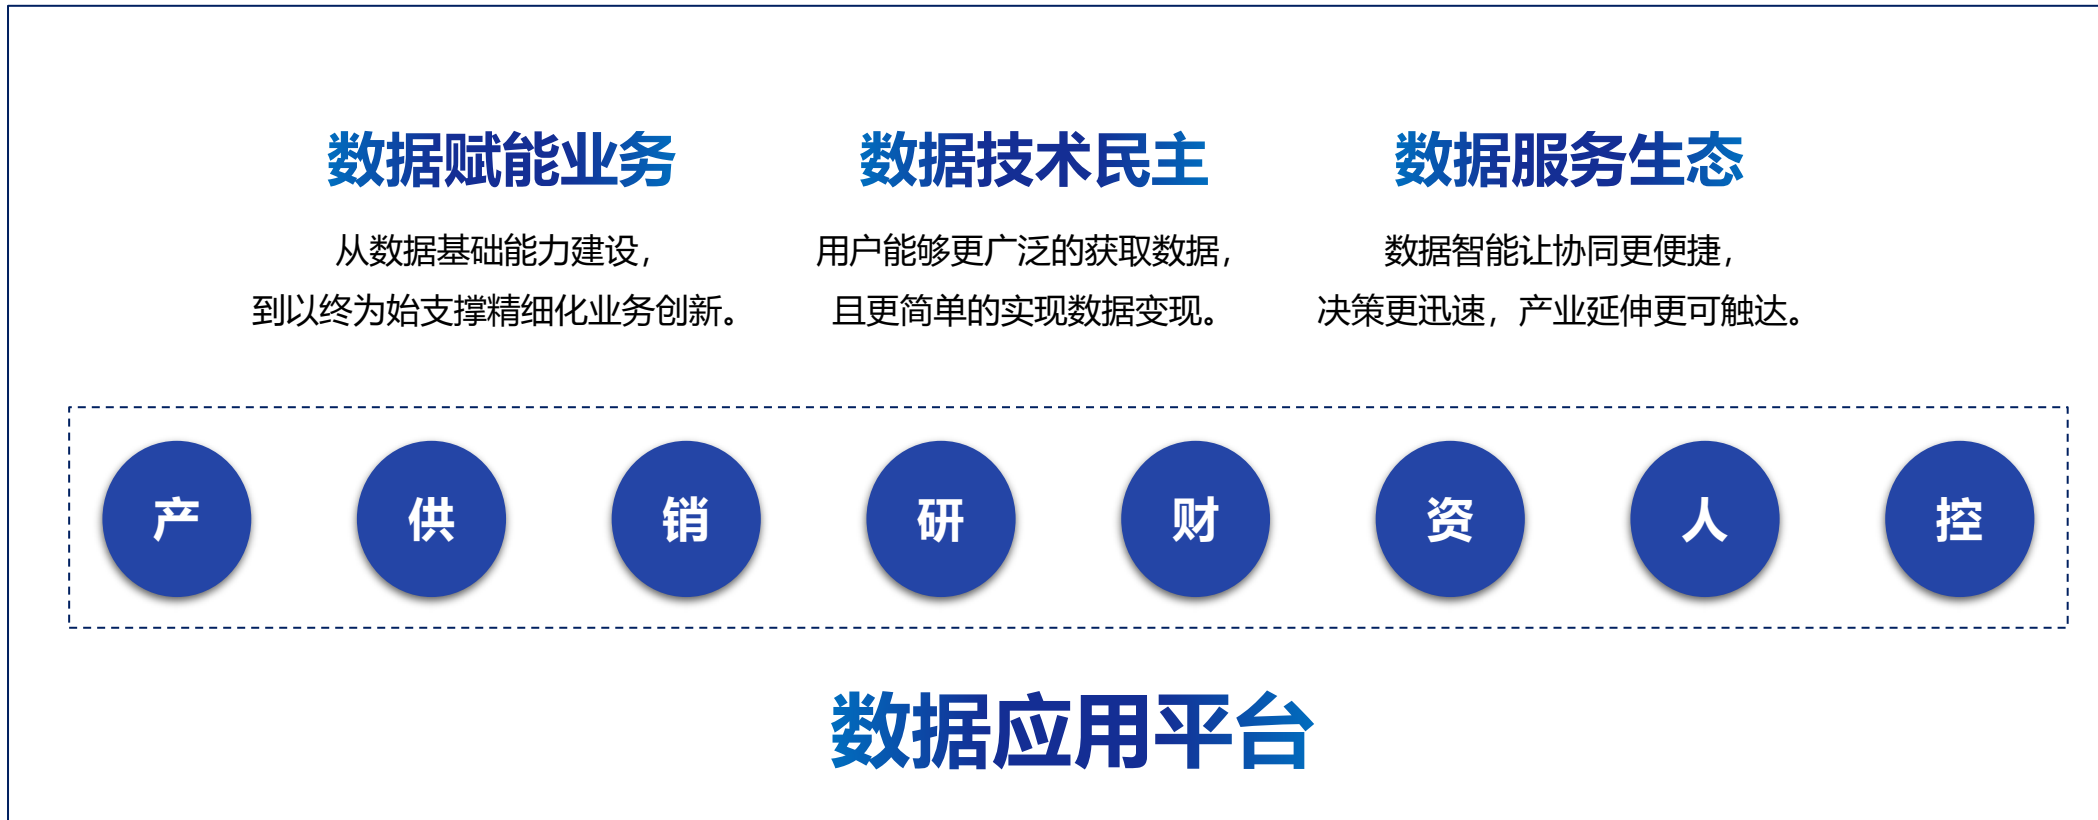 数据赋能业务
从数据基础能力建设，
到以终为始支撑精细化业务创新。
数据技术民主
用户能够更广泛的获取数据，
且更简单的实现数据变现。
数据服务生态
数据智能让协同更便捷，
决策更迅速，产业延伸更可触达。
产 供 销 研 财 资 人 控
数据应用平台